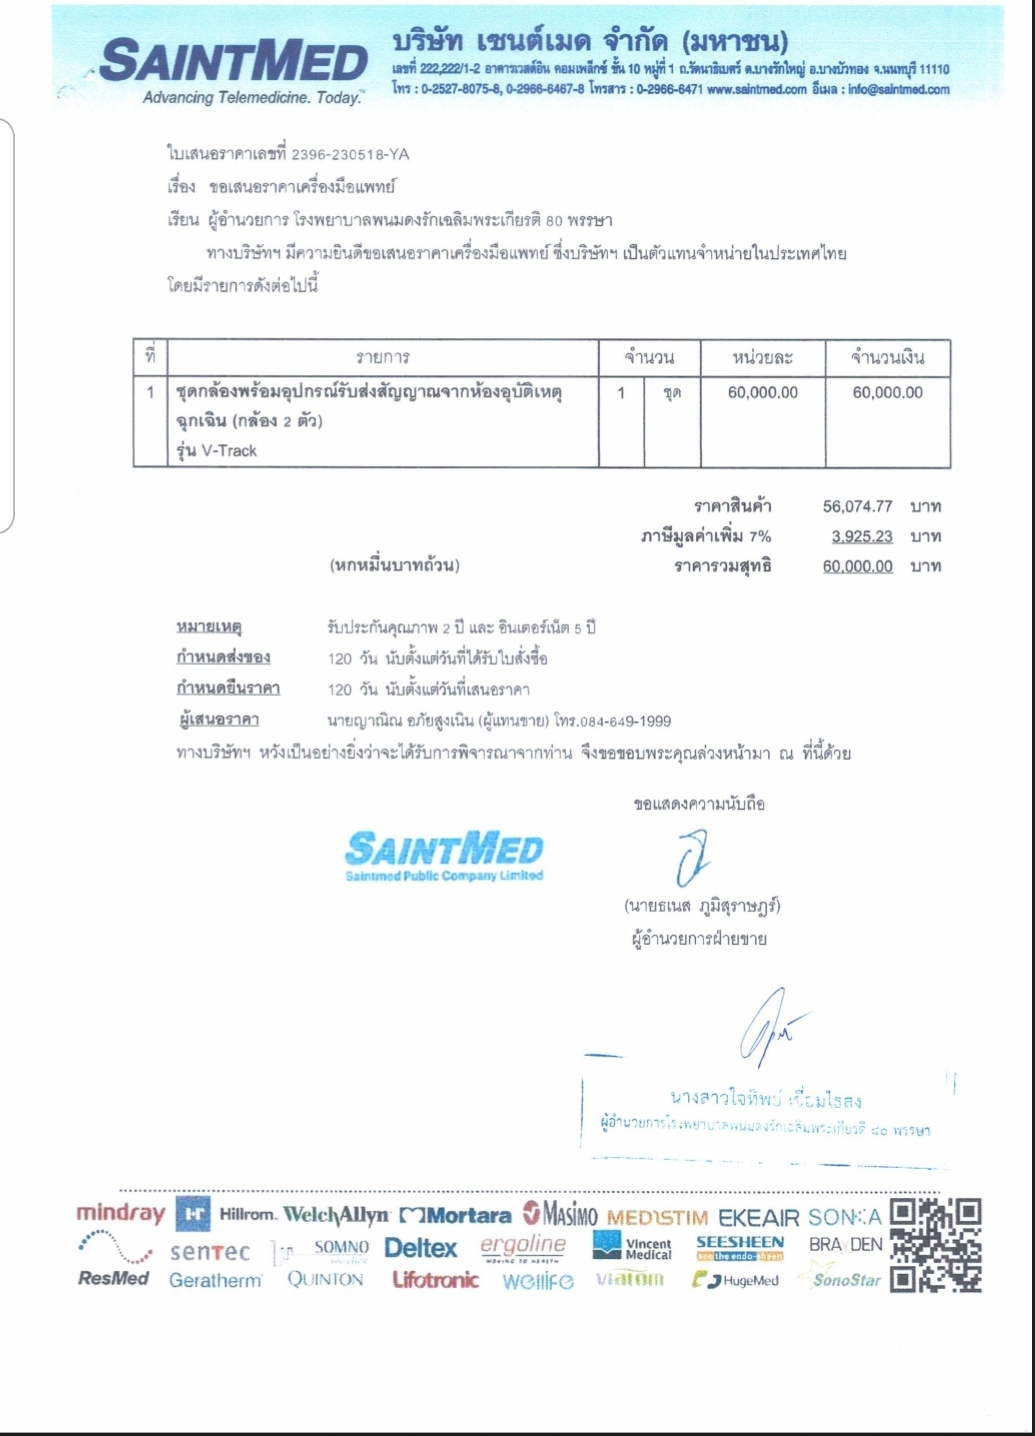 SAINTMED
Advancing Telemedicine. Today.
บริษัท เซนต์เมด จำกัด (มหาชน)
เลขที่ 222,222/1-2 อาคารเวสต์อิน คอมเพล็กซ์ ชั้น 10 หมู่ที่ 1 ถ.รัตนาธิเบศร์ ต.บางรักใหญ่ อ.บางบัวทอง จ.นนทบุรี 11110
โทร : 0-2527-8075-8, 0-2966-6467-8 โทรสาร : 0-2966-6471 www.saintmed.com อีเมล : info@saintmed.com
ใบเสนอราคาเลขที่ 2396-230518-YA
เรื่อง ขอเสนอราคาเครื่องมือแพทย์
เรียน ผู้อำนวยการ โรงพยาบาลพนมดงรักเฉลิมพระเกียรติ 80 พรรษา
ทางบริษัทฯ มีความยินดีขอเสนอราคาเครื่องมือแพทย์ ซึ่งบริษัทฯ เป็นตัวแทนจำหน่ายในประเทศไทย
โดยมีรายการดังต่อไปนี้
ที่ รายการ จำนวน หน่วยละ จำนวนเงิน
1 ชุดกล้องพร้อมอุปกรณ์รับส่งสัญญาณจากห้องอุบัติเหตุ 1 ชุด 60,000.00 60,000.00
ฉุกเฉิน (กล้อง 2 ตัว)
รุ่น V-Track
ราคาสินค้า 56,074.77 บาท
ภาษีมูลค่าเพิ่ม 7% 3,925.23 บาท
(หกหมื่นบาทถ้วน) ราคารวมสุทธิ 60,000.00 บาท
หมายเหตุ รับประกันคุณภาพ 2 ปี และ อินเตอร์เน็ต 5 ปี
กำหนดส่งของ 120 วัน นับตั้งแต่วันที่ได้รับใบสั่งซื้อ
กำหนดยืนราคา 120 วัน นับตั้งแต่วันที่เสนอราคา
ผู้เสนอราคา นายญาณิณ อภัยสูงเนิน (ผู้แทนขาย) โทร.084-649-1999
ทางบริษัทฯ หวังเป็นอย่างยิ่งว่าจะได้รับการพิจารณาจากท่าน จึงขอขอบพระคุณล่วงหน้ามา ณ ที่นี้ด้วย
ขอแสดงความนับถือ
SAINTMED
Saintmed Public Company Limited
(นายธเนส ภูมิสุราษฎร์)
ผู้อำนวยการฝ่ายขาย
นางสาวใจทิพย์ เชื่อมไธสง
ผู้อำนวยการโรงพยาบาลพนมดงรักเฉลิมพระเกียรติ ๘๐ พรรษา
mindray Hillrom. WelchAllyn Mortara MASIMO MEDISTIM EKEAIR SONKA
sentec SOMNO Deltex ergoline VINCENT Medical SEESHEEN BRAYDEN
MOVING TO HEALTH
ResMed Geratherm QUINTON Lifotronic wellife viatom HugeMed SonoStar